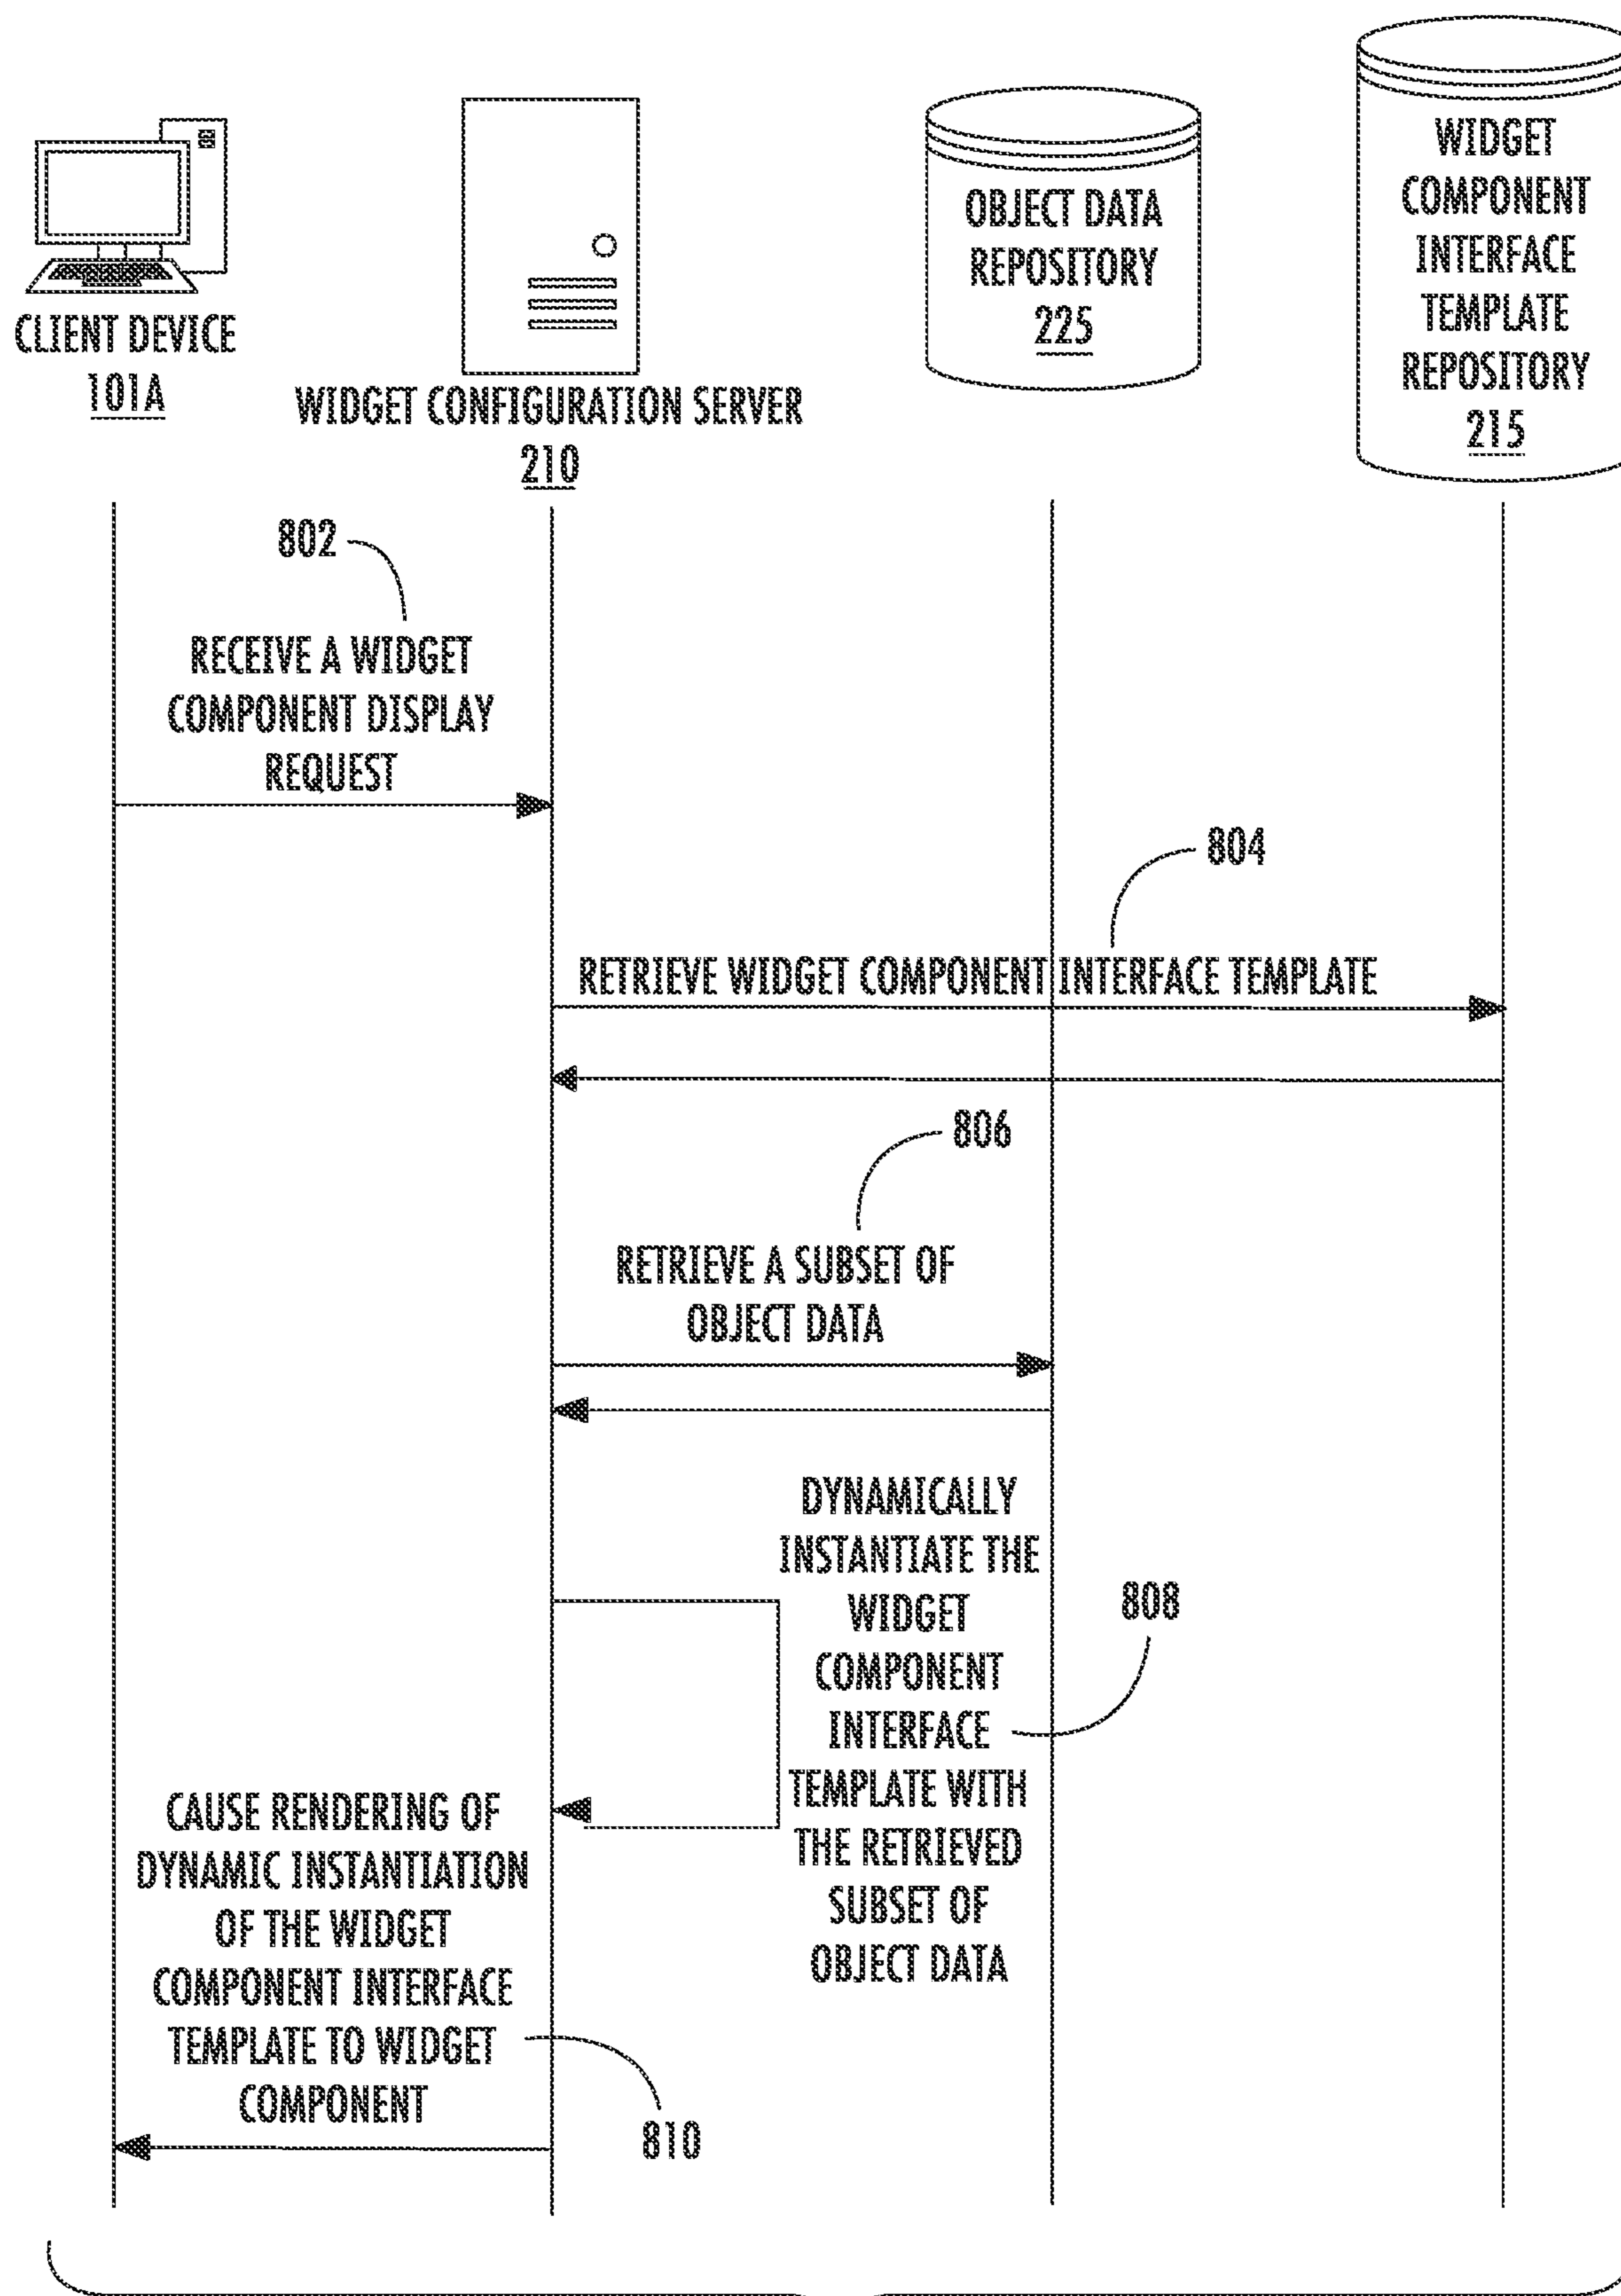 CLIENT DEVICE
101A
WIDGET CONFIGURATION SERVER
210
OBJECT DATA
REPOSITORY
225
WIDGET
COMPONENT
INTERFACE
TEMPLATE
REPOSITORY
215
802
RECEIVE A WIDGET
COMPONENT DISPLAY
REQUEST
804
RETRIEVE WIDGET COMPONENT INTERFACE TEMPLATE
806
RETRIEVE A SUBSET OF
OBJECT DATA
DYNAMICALLY
INSTANTIATE THE
WIDGET
COMPONENT
INTERFACE
TEMPLATE WITH
THE RETRIEVED
SUBSET OF
OBJECT DATA
808
CAUSE RENDERING OF
DYNAMIC INSTANTIATION
OF THE WIDGET
COMPONENT INTERFACE
TEMPLATE TO WIDGET
COMPONENT
810